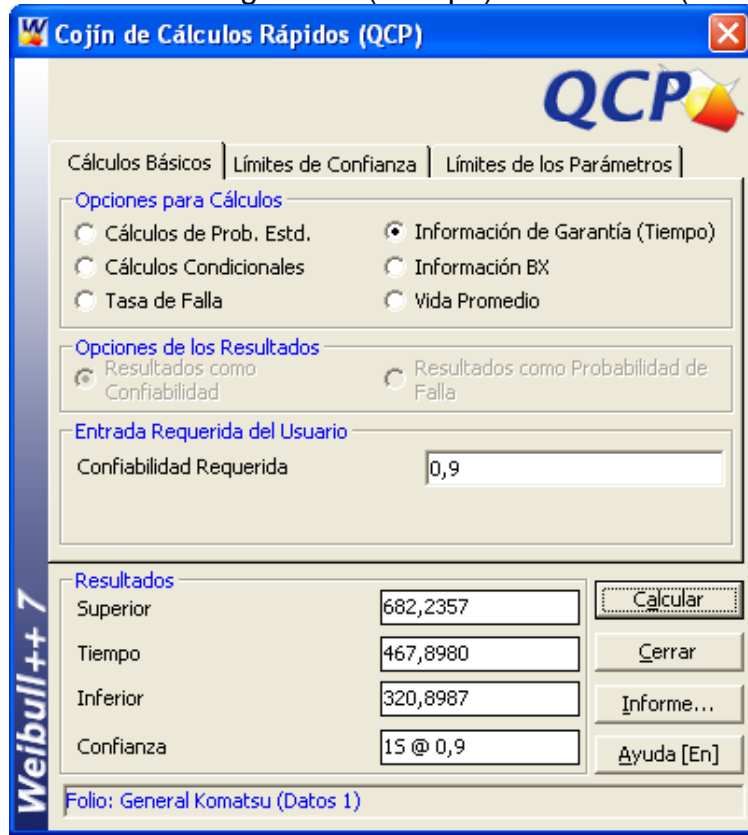 Cojín de Cálculos Rápidos (QCP)
QCP
Cálculos Básicos Límites de Confianza Límites de los Parámetros
Opciones para Cálculos
Cálculos de Prob. Estd. Información de Garantía (Tiempo)
Cálculos Condicionales Información BX
Tasa de Falla Vida Promedio
Opciones de los Resultados
Resultados como Confiabilidad Resultados como Probabilidad de Falla
Entrada Requerida del Usuario
Confiabilidad Requerida 0,9
Resultados
Superior 682,2357 Calcular
Tiempo 467,8980 Cerrar
Inferior 320,8987 Informe...
Confianza 1S @ 0,9 Ayuda [En]
Weibull++ 7
Folio: General Komatsu (Datos 1)